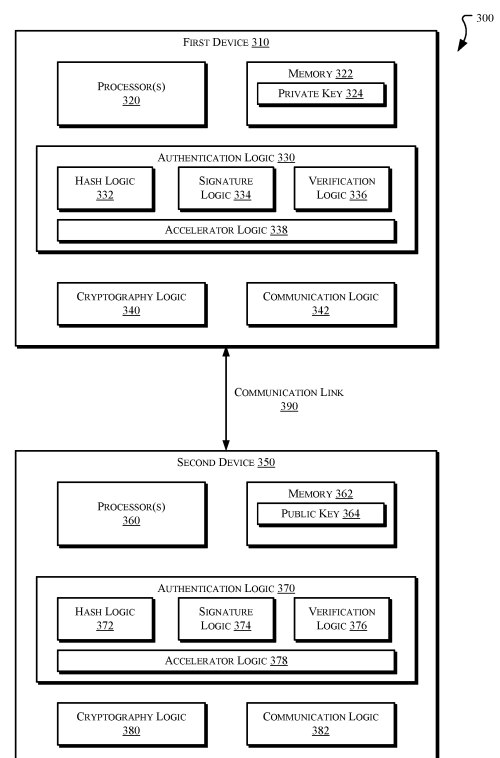 300
FIRST DEVICE 310
PROCESSOR(S)
320
MEMORY 322
PRIVATE KEY 324
AUTHENTICATION LOGIC 330
HASH LOGIC
332
SIGNATURE
LOGIC 334
VERIFICATION
LOGIC 336
ACCELERATOR LOGIC 338
CRYPTOGRAPHY LOGIC
340
COMMUNICATION LOGIC
342
COMMUNICATION LINK
390
SECOND DEVICE 350
PROCESSOR(S)
360
MEMORY 362
PUBLIC KEY 364
AUTHENTICATION LOGIC 370
HASH LOGIC
372
SIGNATURE
LOGIC 374
VERIFICATION
LOGIC 376
ACCELERATOR LOGIC 378
CRYPTOGRAPHY LOGIC
380
COMMUNICATION LOGIC
382